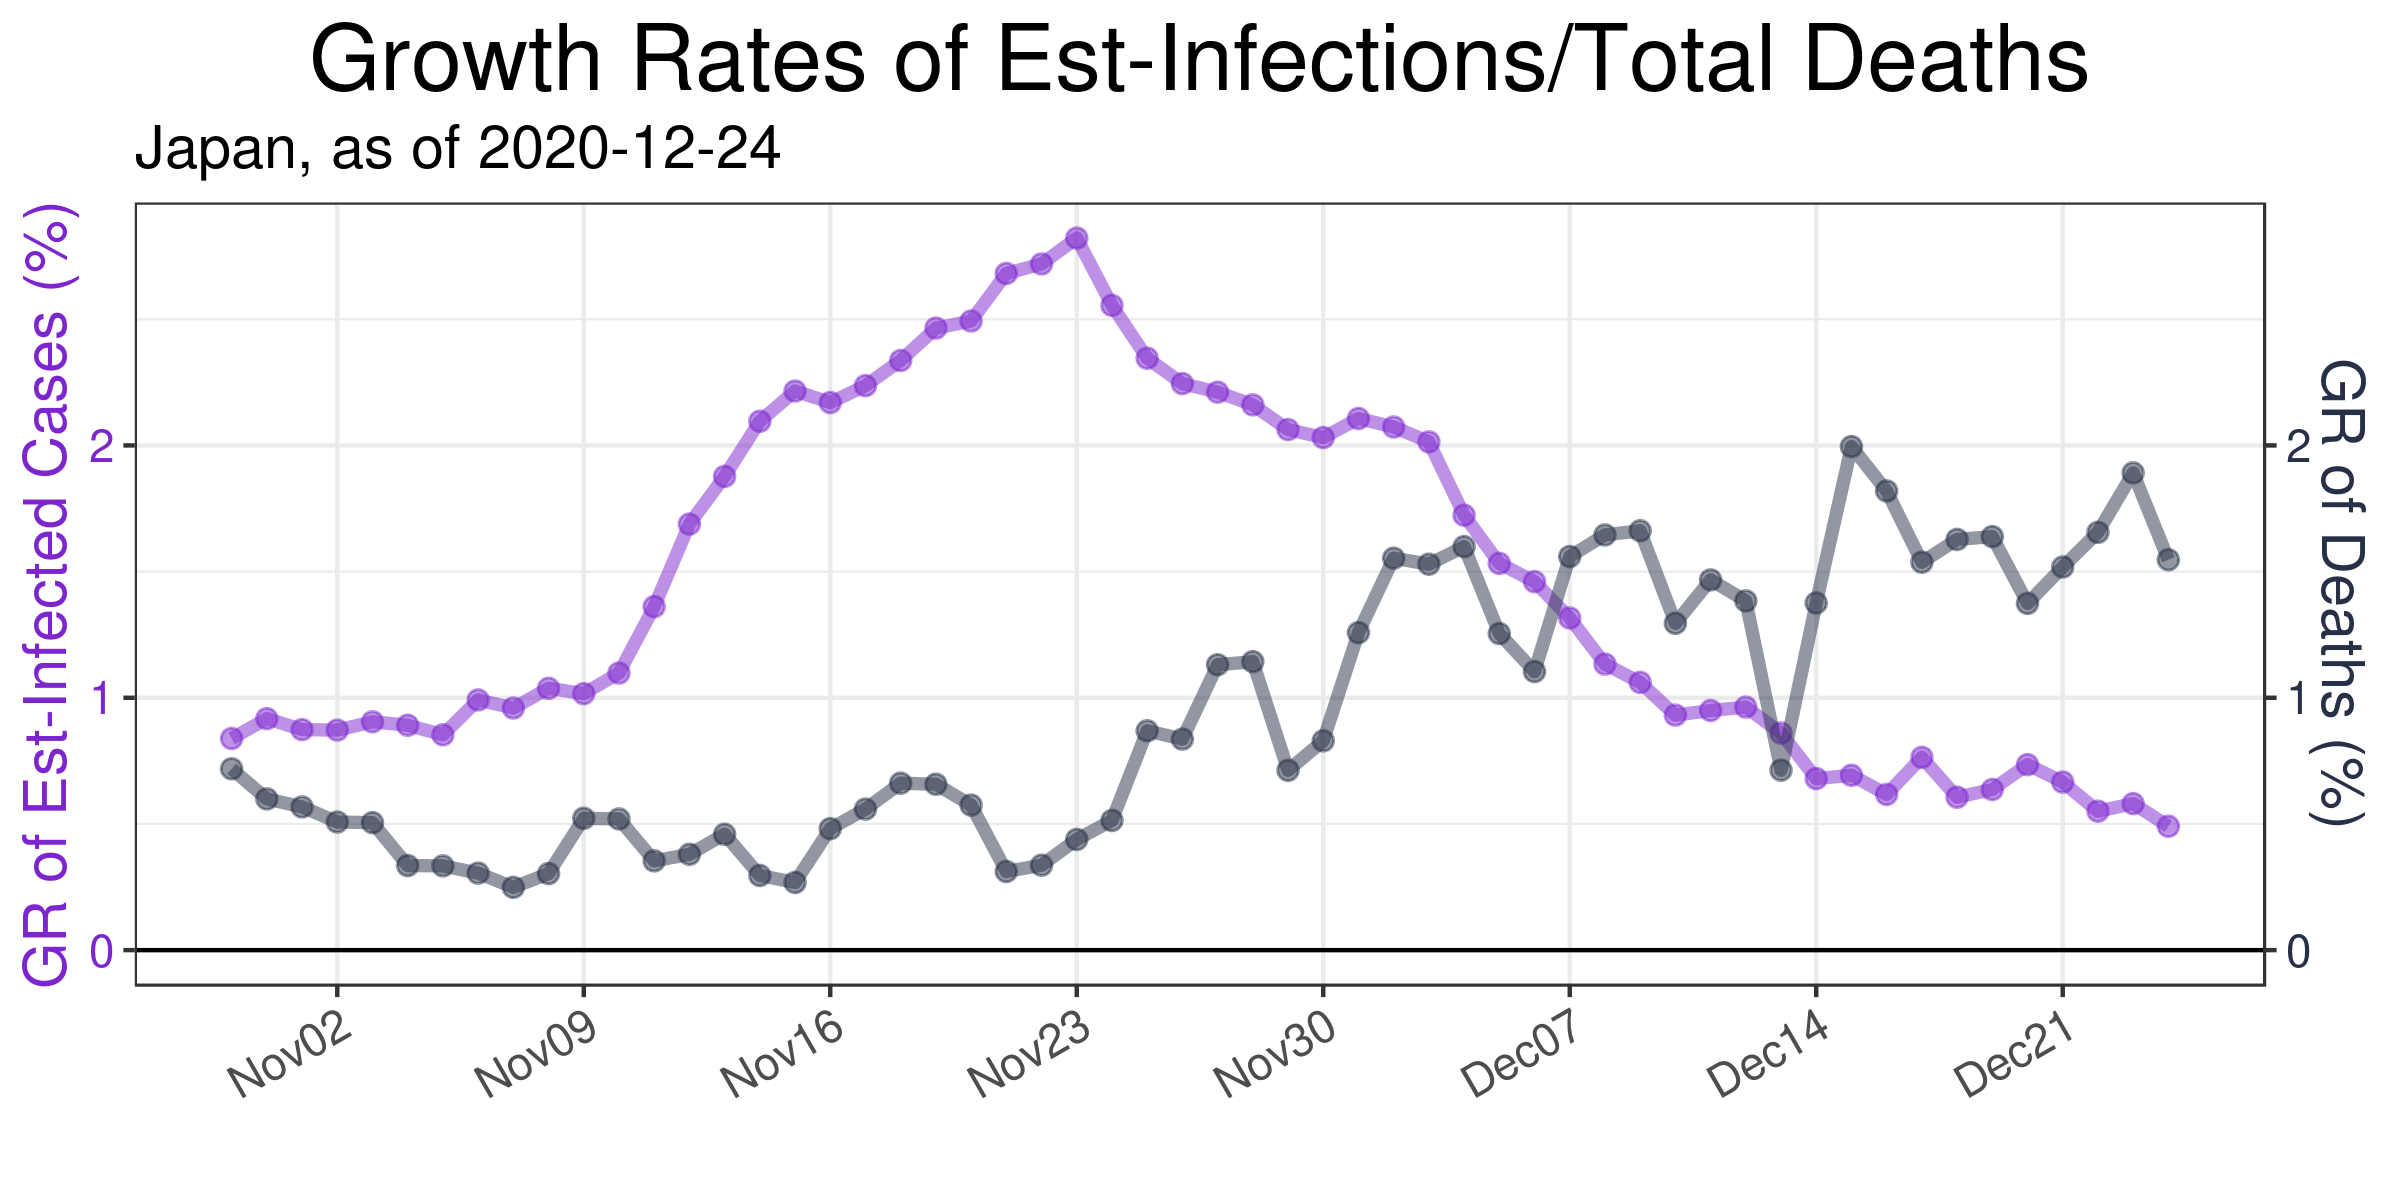 Growth Rates of Est-Infections/Total Deaths
Japan, as of 2020-12-24
GR of Est-Infected Cases (%)
2
1
0
2
1
0
GR of Deaths (%)
Nov02
Nov09
Nov16
Nov23
Nov30
Dec07
Dec14
Dec21